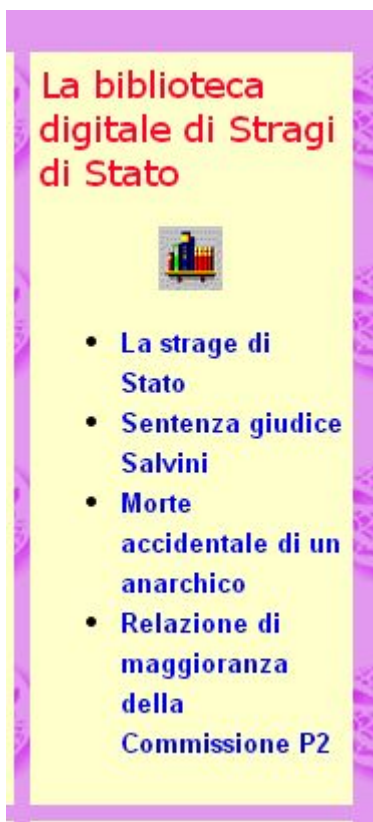 La biblioteca
digitale di Stragi
di Stato
La strage di
Stato
Sentenza giudice
Salvini
Morte
accidentale di un
anarchico
Relazione di
maggioranza
della
Commissione P2